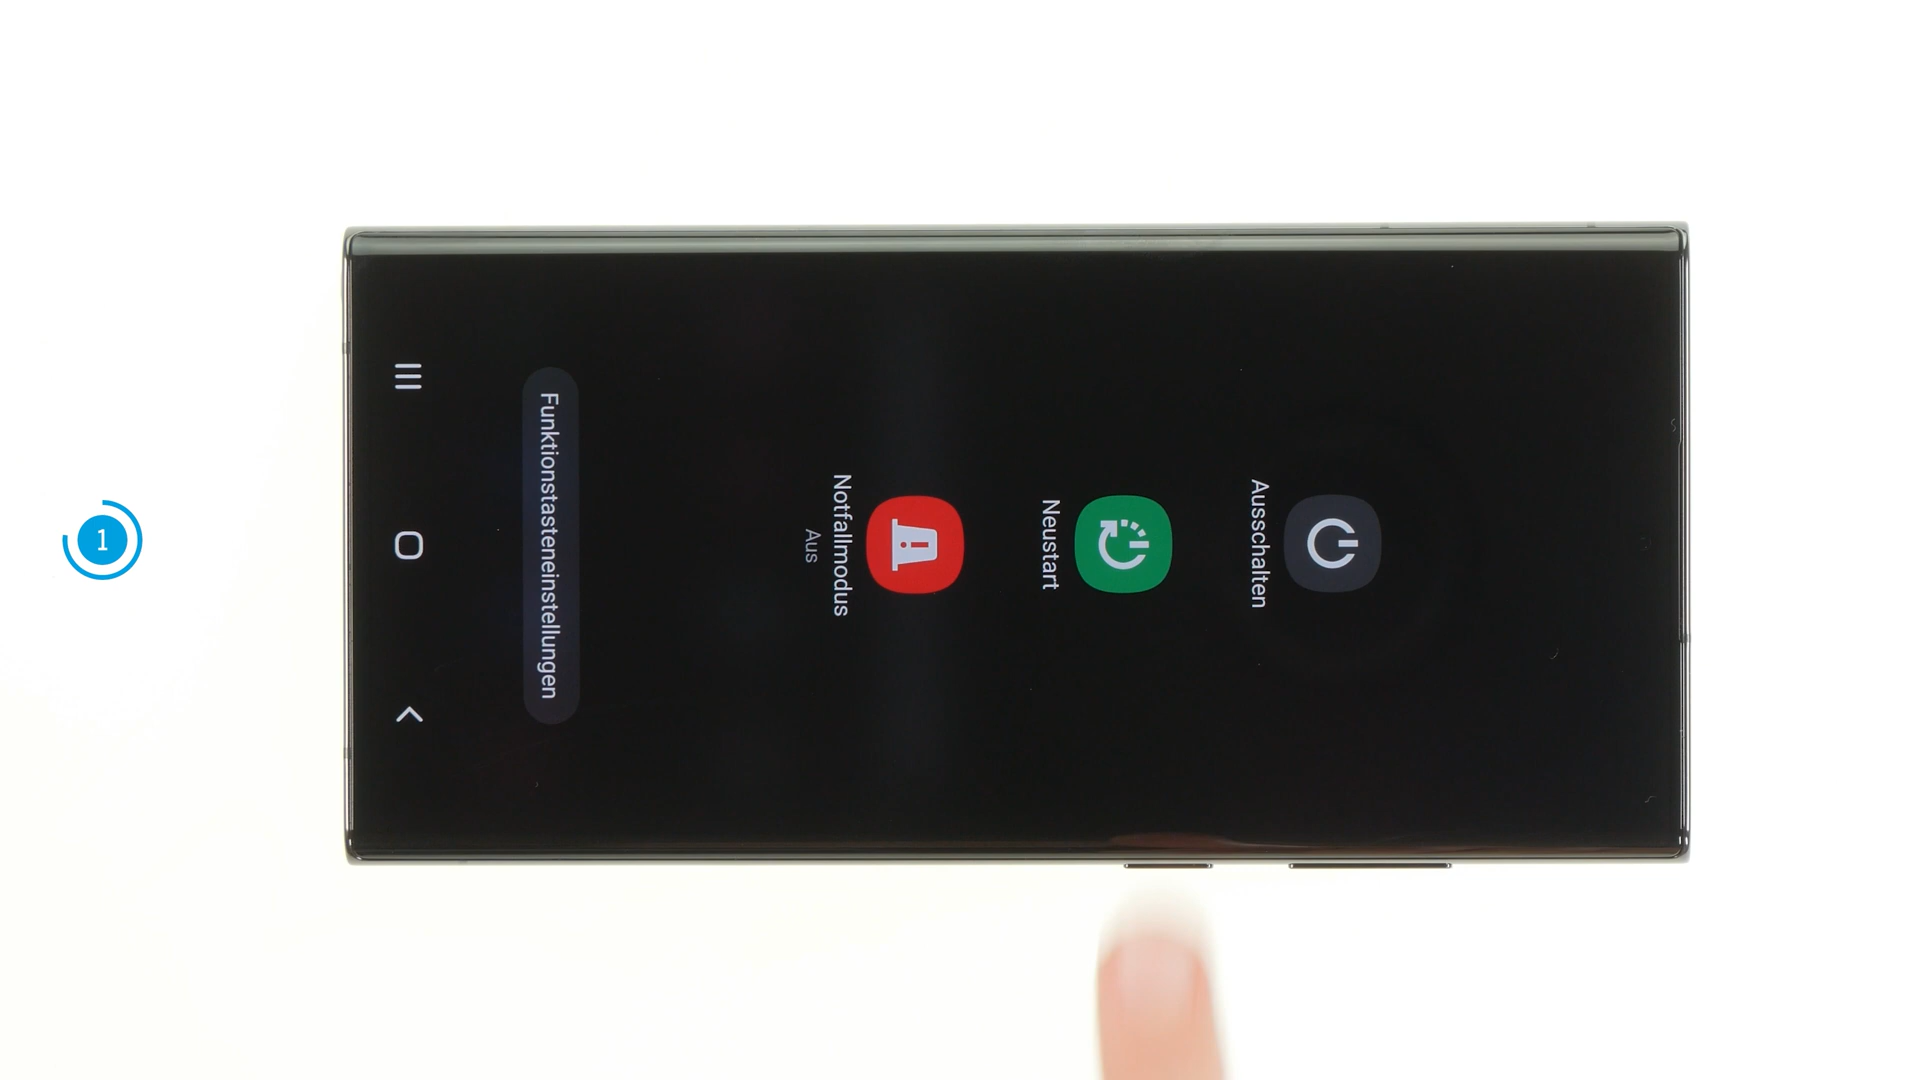 1
Ausschalten
Neustart
Notfallmodus
Aus
Funktionstasteneinstellungen